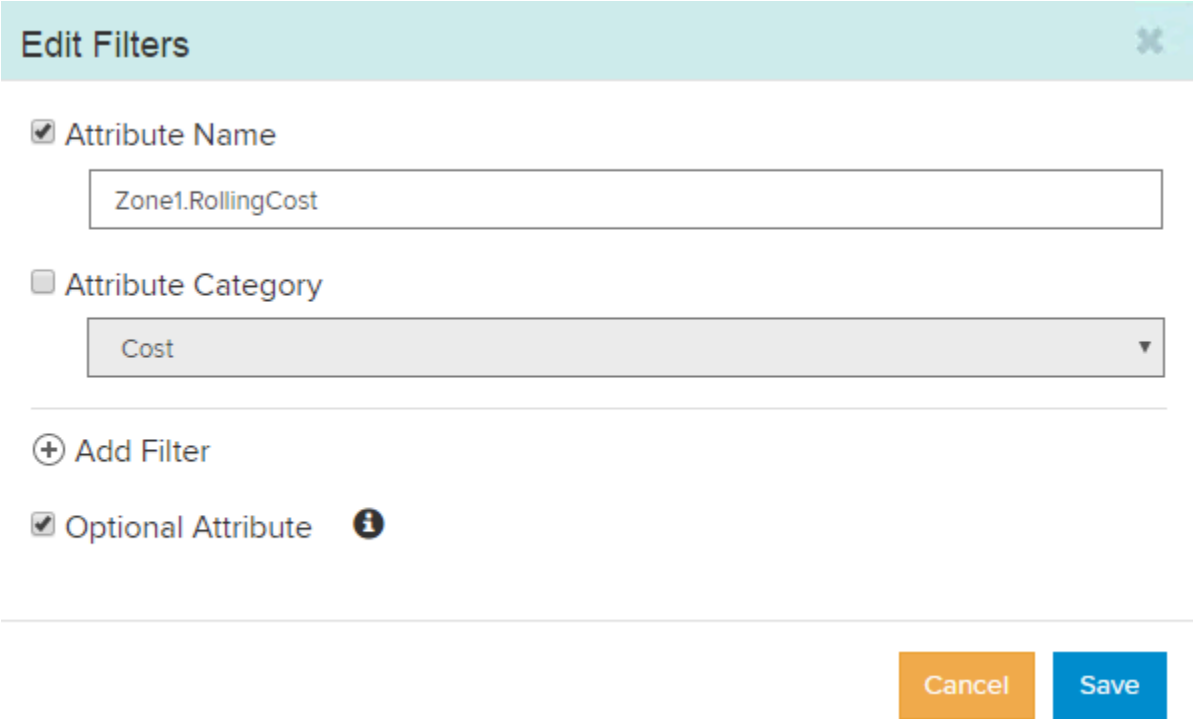 Edit Filters
Attribute Name
Zone1.RollingCost
Attribute Category
Cost
Add Filter
Optional Attribute
Cancel Save